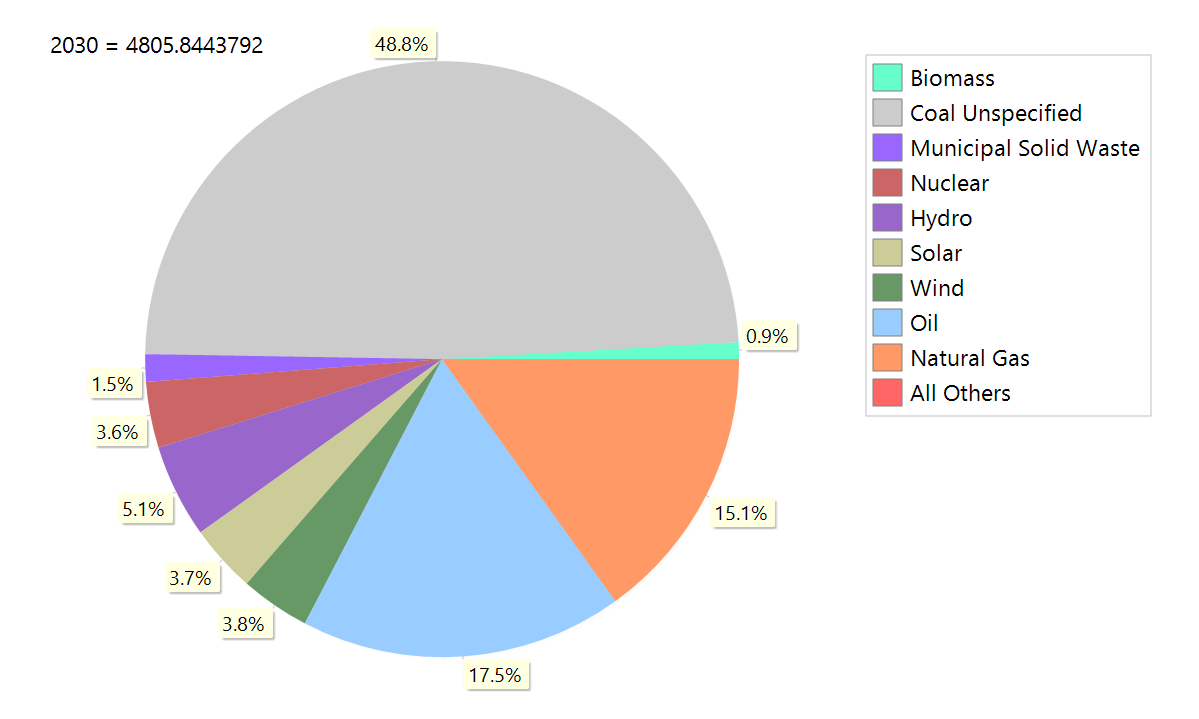 2030 = 4805.8443792
48.8%
0.9%
1.5%
3.6%
5.1%
3.7%
3.8%
17.5%
15.1%
Biomass
Coal Unspecified
Municipal Solid Waste
Nuclear
Hydro
Solar
Wind
Oil
Natural Gas
All Others